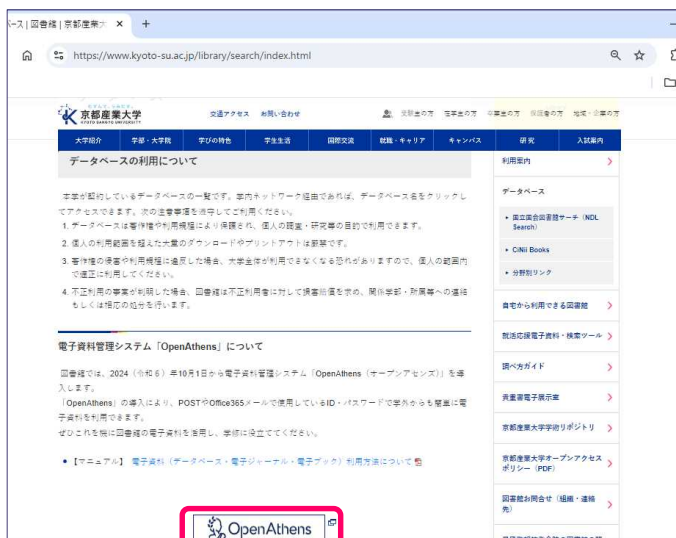 ベース | 図書館 | 京都産業大
https://www.kyoto-su.ac.jp/library/search/index.html
京都産業大学
KYOTO SANGYO UNIVERSITY
交通アクセス お問い合わせ
受験生の方 在学生の方 卒業生の方 保護者の方 地域・企業の方
大学紹介 学部・大学院 学びの特色 学生生活 国際交流 就職・キャリア キャンパス 研究 入試案内
データベースの利用について
本学が契約しているデータベースの一覧です。学内ネットワーク経由であれば、データベース名をクリックし
てアクセスできます。次の注意事項を遵守してご利用ください。
1. データベースは著作権や利用規程により保護され、個人の調査・研究等の目的で利用できます。
2. 個人の利用範囲を超えた大量のダウンロードやプリントアウトは厳禁です。
3. 著作権の侵害や利用規程に違反した場合、大学全体が利用できなくなる恐れがありますので、個人の範囲内
で適正に利用してください。
4. 不正利用の事実が判明した場合、図書館は不正利用者に対して損害賠償を求め、関係学部・所属等への連絡
もしくは相応の処分を行います。
電子資料管理システム「OpenAthens」について
図書館では、2024（令和6）年10月1日から電子資料管理システム「OpenAthens（オープンアセンズ）」を導
入します。
「OpenAthens」の導入により、POSTやOffice365メールで使用しているID・パスワードで学外からも簡単に電
子資料を利用できます。
ぜひこれを機に図書館の電子資料を活用し、学修に役立ててください。
【マニュアル】 電子資料（データベース・電子ジャーナル・電子ブック）利用方法について
OpenAthens
利用案内
データベース
国立国会図書館サーチ（NDL
Search）
CiNii Books
分野別リンク
自宅から利用できる図書館
就活応援電子資料・検索ツール
調べ方ガイド
貴重書電子展示室
京都産業大学学術リポジトリ
京都産業大学オープンアクセス
ポリシー（PDF）
図書館お問合せ（組織・連絡
先）